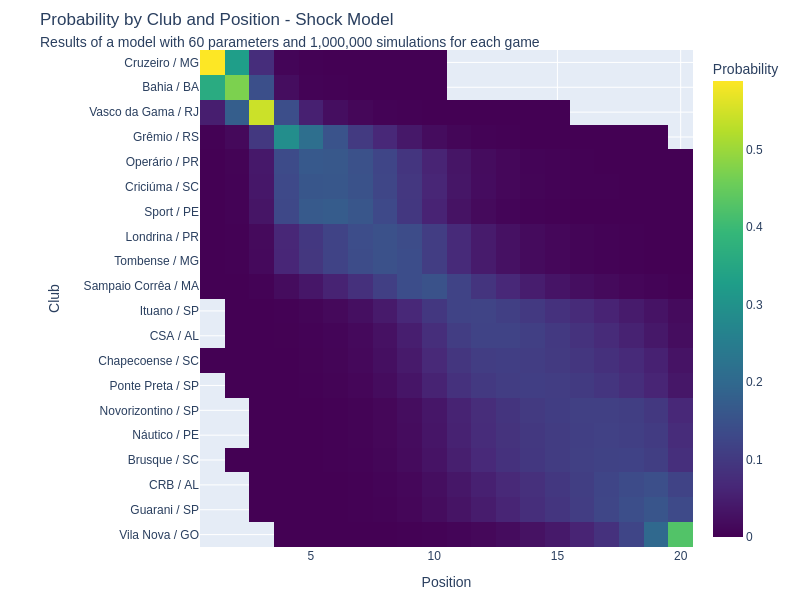 Probability by Club and Position - Shock Model
Results of a model with 60 parameters and 1,000,000 simulations for each game
Probability
Club
Cruzeiro / MG
Bahia / BA
Vasco da Gama / RJ
Grêmio / RS
Operário / PR
Criciúma / SC
Sport / PE
Londrina / PR
Tombense / MG
Sampaio Corrêa / MA
Ituano / SP
CSA / AL
Chapecoense / SC
Ponte Preta / SP
Novorizontino / SP
Náutico / PE
Brusque / SC
CRB / AL
Guarani / SP
Vila Nova / GO
0.5
0.4
0.3
0.2
0.1
0
5
10
15
20
Position